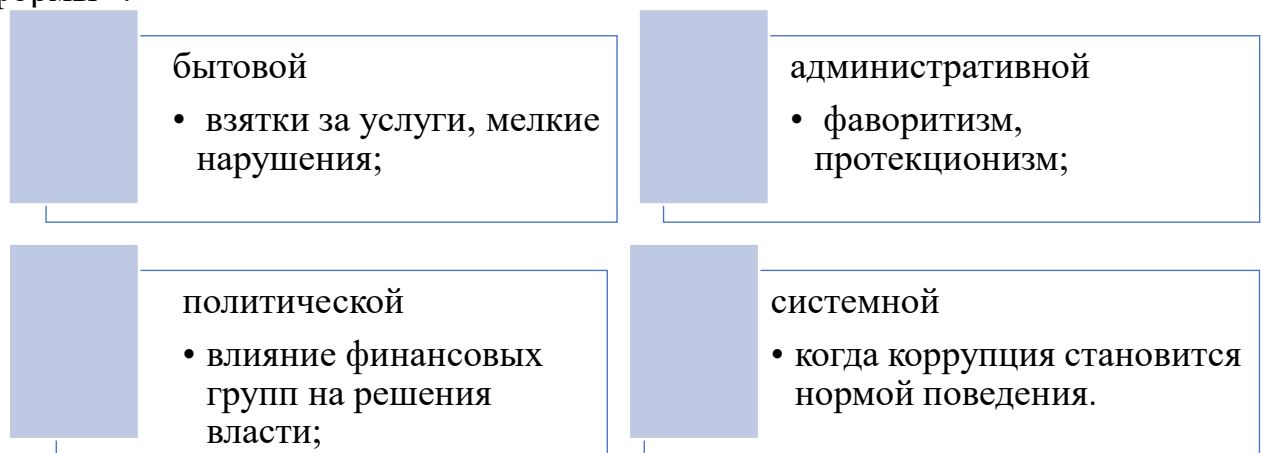 бытовой
• взятки за услуги, мелкие
нарушения;
административной
• фаворитизм,
протекционизм;
политической
• влияние финансовых
групп на решения
власти;
системной
• когда коррупция становится
нормой поведения.